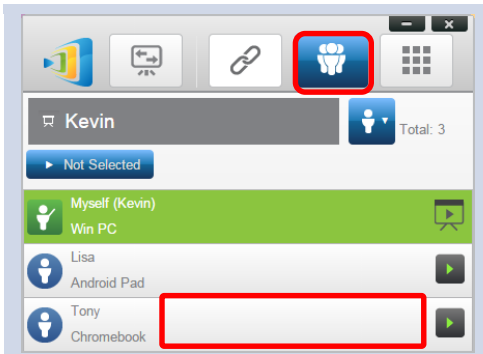 Kevin
Total: 3
Not Selected
Myself (Kevin)
Win PC
Lisa
Android Pad
Tony
Chromebook